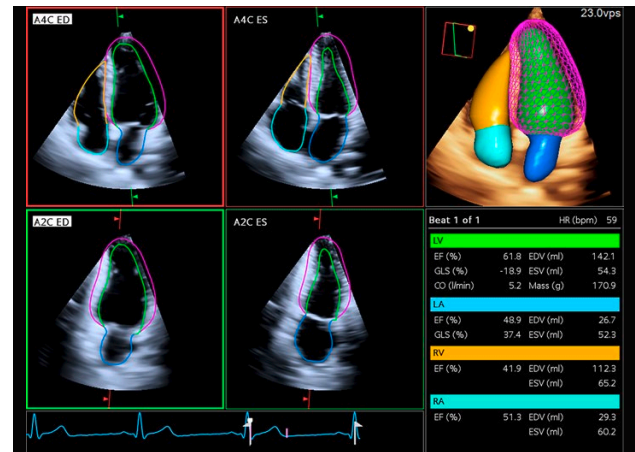 A4C ED
A4C ES
23.0vps
A2C ED
A2C ES
Beat 1 of 1 HR (bpm) 59
LV
EF (%) 61.8 EDV (ml) 142.1
GLS (%) -18.9 ESV (ml) 54.3
CO (l/min) 5.2 Mass (g) 170.9
LA
EF (%) 48.9 EDV (ml) 26.7
GLS (%) 37.4 ESV (ml) 52.3
RV
EF (%) 41.9 EDV (ml) 112.3
ESV (ml) 65.2
RA
EF (%) 51.3 EDV (ml) 29.3
ESV (ml) 60.2